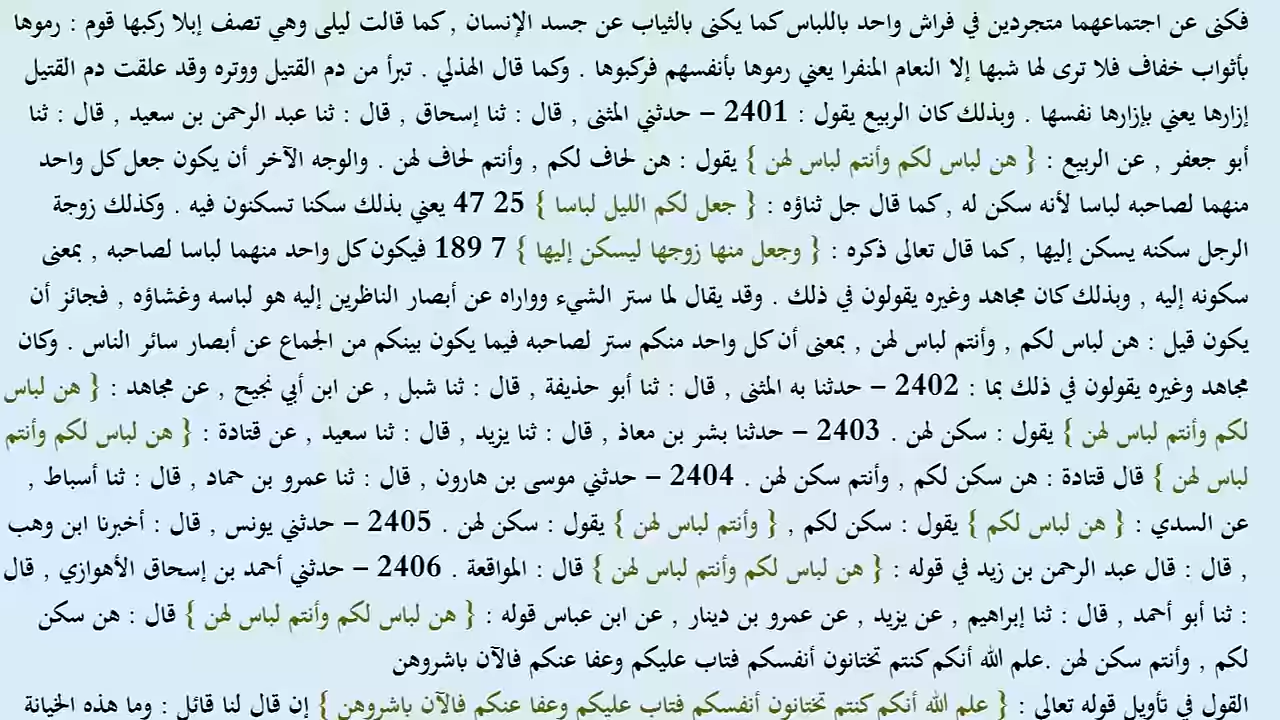 فكنى عن اجتماعهما متجردين في فراش واحد باللباس كما يكنى بالثياب عن جسد الإنسان , كما قالت ليلى وهي تصف إبلا ركبها قوم : رموها
بأثواب خفاف فلا ترى لها شبها إلا النعام المنفرا يعني رموها بأنفسهم فركبوها . وكما قال الهذلي . تبرأ من دم القتيل ووتره وقد علقت دم القتيل
إزارها يعني بإزارها نفسها . وبذلك كان الربيع يقول : 2401 – حدثني المثنى , قال : ثنا إسحاق , قال : ثنا عبد الرحمن بن سعيد , قال : ثنا
أبو جعفر , عن الربيع : { هن لباس لكم وأنتم لباس لهن } يقول : هن لحاف لكم , وأنتم لحاف لهن . والوجه الآخر أن يكون جعل كل واحد
منهما لصاحبه لباسا لأنه سكن له , كما قال جل ثناؤه : { جعل لكم الليل لباسا } 25 47 يعني بذلك سكنا تسكنون فيه . وكذلك زوجة
الرجل سكنه يسكن إليها , كما قال تعالى ذكره : { وجعل منها زوجها ليسكن إليها } 7 189 فيكون كل واحد منهما لباسا لصاحبه , بمعنى
سكونه إليه , وبذلك كان مجاهد وغيره يقولون في ذلك . وقد يقال لما ستر الشيء وواراه عن أبصار الناظرين إليه هو لباسه وغشاؤه , فجائز أن
يكون قيل : هن لباس لكم , وأنتم لباس لهن , بمعنى أن كل واحد منكم ستر لصاحبه فيما يكون بينكم من الجماع عن أبصار سائر الناس . وكان
مجاهد وغيره يقولون في ذلك بما : 2402 – حدثنا به المثنى , قال : ثنا أبو حذيفة , قال : ثنا شبل , عن ابن أبي نجيح , عن مجاهد : { هن لباس
لكم وأنتم لباس لهن } يقول : سكن لهن . 2403 – حدثنا بشر بن معاذ , قال : ثنا يزيد , قال : ثنا سعيد , عن قتادة : { هن لباس لكم وأنتم
لباس لهن } قال قتادة : هن سكن لكم , وأنتم سكن لهن . 2404 – حدثني موسى بن هارون , قال : ثنا عمرو بن حماد , قال : ثنا أسباط ,
عن السدي : { هن لباس لكم } يقول : سكن لكم , { وأنتم لباس لهن } يقول : سكن لهن . 2405 – حدثني يونس , قال : أخبرنا ابن وهب
, قال : قال عبد الرحمن بن زيد في قوله : { هن لباس لكم وأنتم لباس لهن } قال : المواقعة . 2406 – حدثني أحمد بن إسحاق الأهوازي , قال
: ثنا أبو أحمد , قال : ثنا إبراهيم , عن يزيد , عن عمرو بن دينار , عن ابن عباس قوله : { هن لباس لكم وأنتم لباس لهن } قال : هن سكن
لكم , وأنتم سكن لهن .علم الله أنكم كنتم تختانون أنفسكم فتاب عليكم وعفا عنكم فالآن باشروهن
القول في تأويل قوله تعالى : { علم الله أنكم كنتم تختانون أنفسكم فتاب عليكم وعفا عنكم فالآن باشروهن } إن قال لنا قائل : وما هذه الخيانة